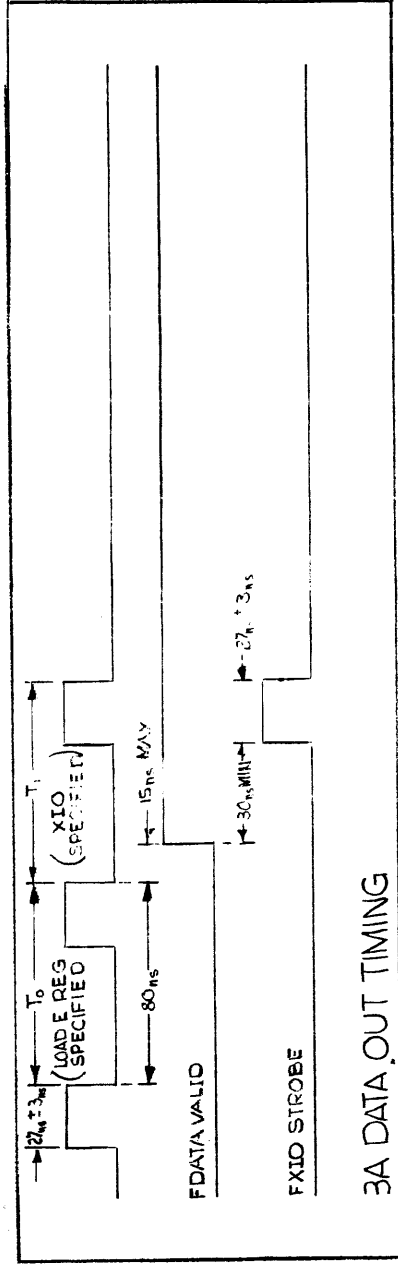 27ns ± 3ns
T₀
T₁
(LOAD E REG
SPECIFIED)
(XIO
SPECIFIED)
80ns
15ns MAX
FDATA VALID
30ns MIN
27ns ± 3ns
FXIO STROBE
3A DATA OUT TIMING